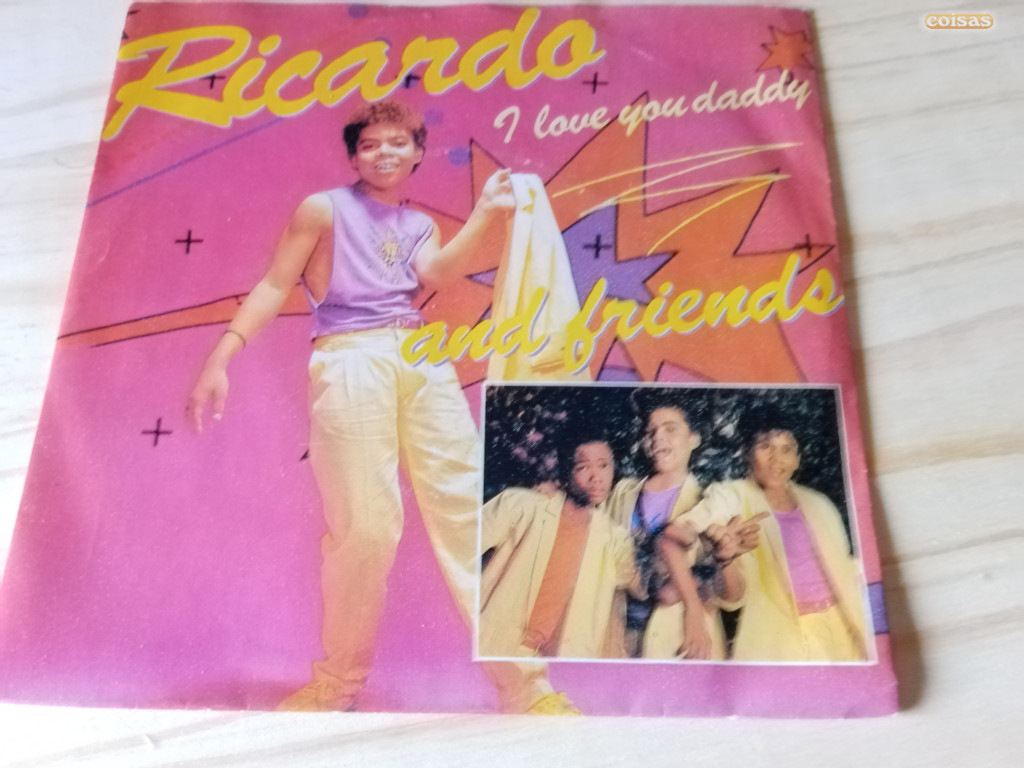 Ricardo
I love you daddy
and friends
coisas